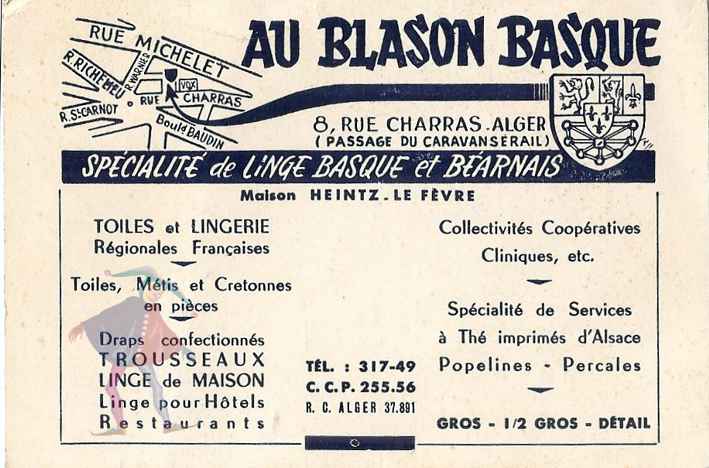 AU BLASON BASQUE
RUE MICHELET
R. RICHELIEU
R. WARNIER
VOX
RUE CHARRAS
R. S-CARNOT
Boul.d BAUDIN
8, RUE CHARRAS - ALGER
( PASSAGE DU CARAVANSÉRAIL )
SPÉCIALITÉ de LINGE BASQUE et BÉARNAIS
Maison HEINTZ - LE FÈVRE
TOILES et LINGERIE
Régionales Françaises
Toiles, Métis et Cretonnes
en pièces
Draps confectionnés
TROUSSEAUX
LINGE de MAISON
Linge pour Hôtels
Restaurants
TÉL. : 317-49
C. C. P. 255.56
R. C. ALGER 37.891
Collectivités Coopératives
Cliniques, etc.
Spécialité de Services
à Thé imprimés d'Alsace
Popelines - Percales
GROS - 1/2 GROS - DÉTAIL